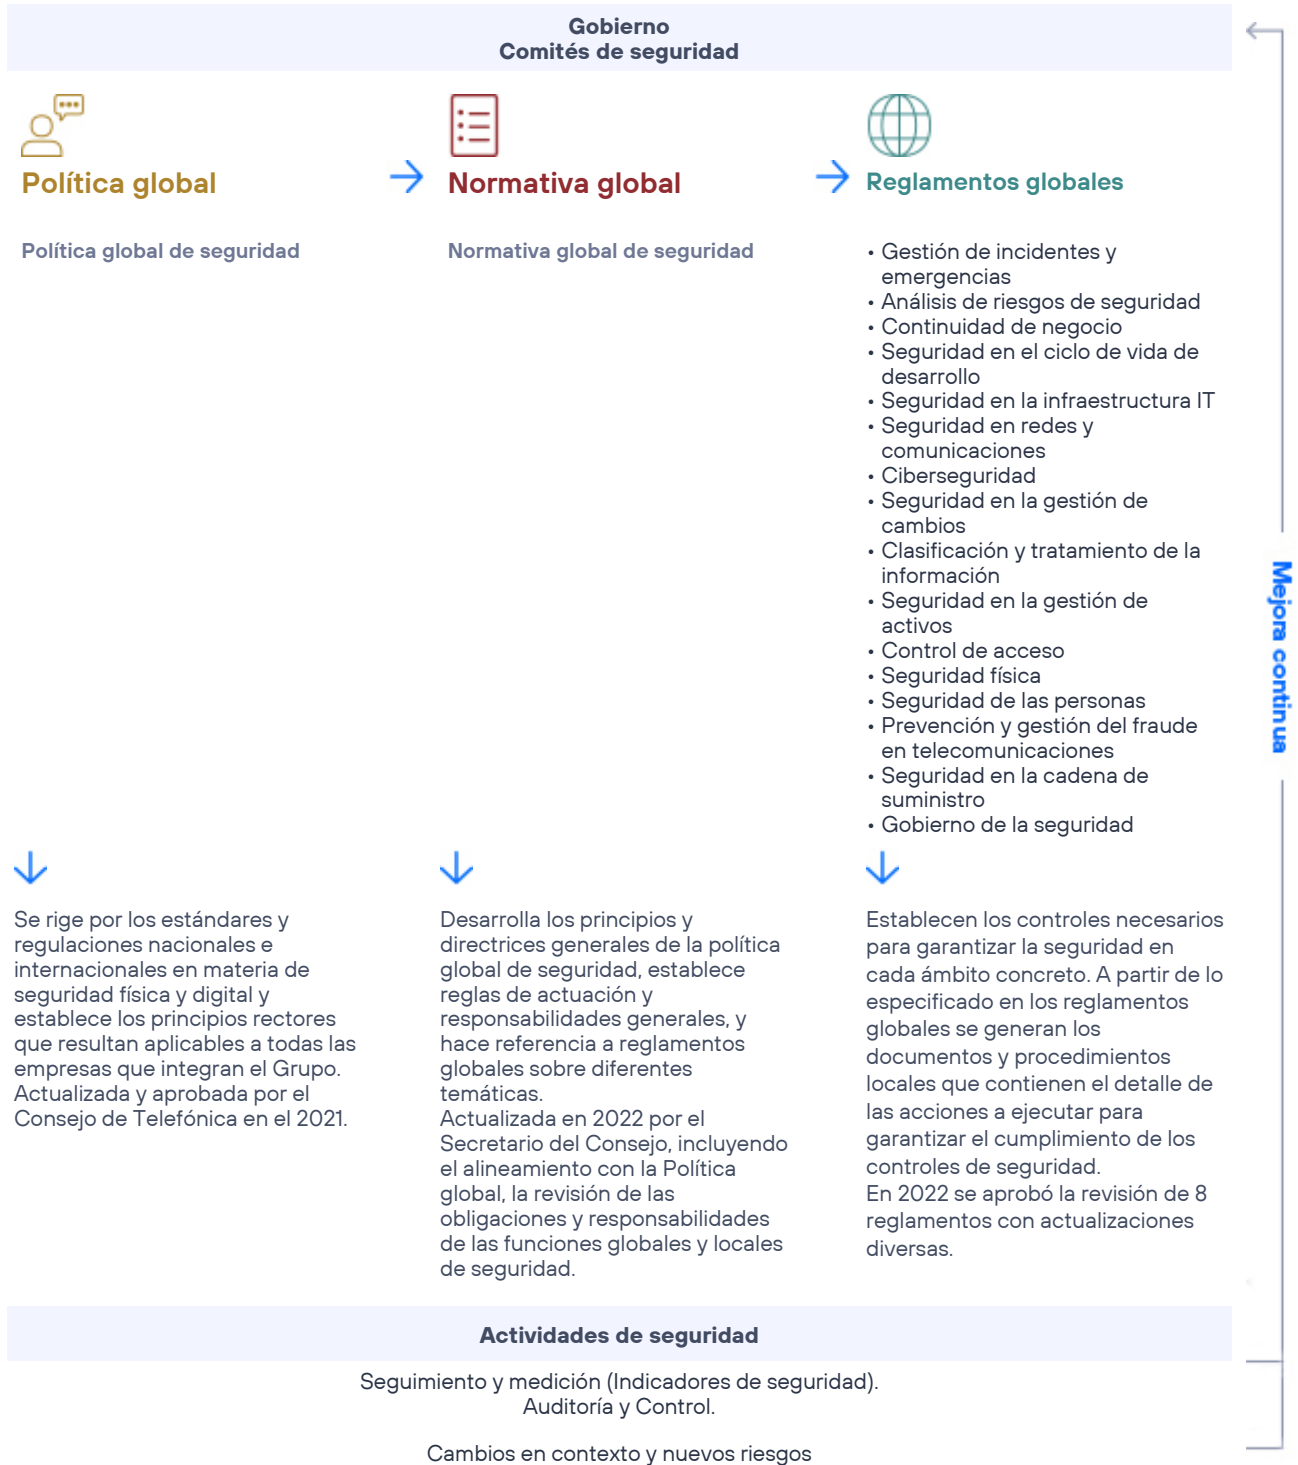 Gobierno
Comités de seguridad
Política global
Normativa global
Reglamentos globales
Política global de seguridad
Normativa global de seguridad
• Gestión de incidentes y
emergencias
• Análisis de riesgos de seguridad
• Continuidad de negocio
• Seguridad en el ciclo de vida de
desarrollo
• Seguridad en la infraestructura IT
• Seguridad en redes y
comunicaciones
• Ciberseguridad
• Seguridad en la gestión de
cambios
• Clasificación y tratamiento de la
información
• Seguridad en la gestión de
activos
• Control de acceso
• Seguridad física
• Seguridad de las personas
• Prevención y gestión del fraude
en telecomunicaciones
• Seguridad en la cadena de
suministro
• Gobierno de la seguridad
Mejora continua
Se rige por los estándares y
regulaciones nacionales e
internacionales en materia de
seguridad física y digital y
establece los principios rectores
que resultan aplicables a todas las
empresas que integran el Grupo.
Actualizada y aprobada por el
Consejo de Telefónica en el 2021.
Desarrolla los principios y
directrices generales de la política
global de seguridad, establece
reglas de actuación y
responsabilidades generales, y
hace referencia a reglamentos
globales sobre diferentes
temáticas.
Actualizada en 2022 por el
Secretario del Consejo, incluyendo
el alineamiento con la Política
global, la revisión de las
obligaciones y responsabilidades
de las funciones globales y locales
de seguridad.
Establecen los controles necesarios
para garantizar la seguridad en
cada ámbito concreto. A partir de lo
especificado en los reglamentos
globales se generan los
documentos y procedimientos
locales que contienen el detalle de
las acciones a ejecutar para
garantizar el cumplimiento de los
controles de seguridad.
En 2022 se aprobó la revisión de 8
reglamentos con actualizaciones
diversas.
Actividades de seguridad
Seguimiento y medición (Indicadores de seguridad).
Auditoría y Control.
Cambios en contexto y nuevos riesgos